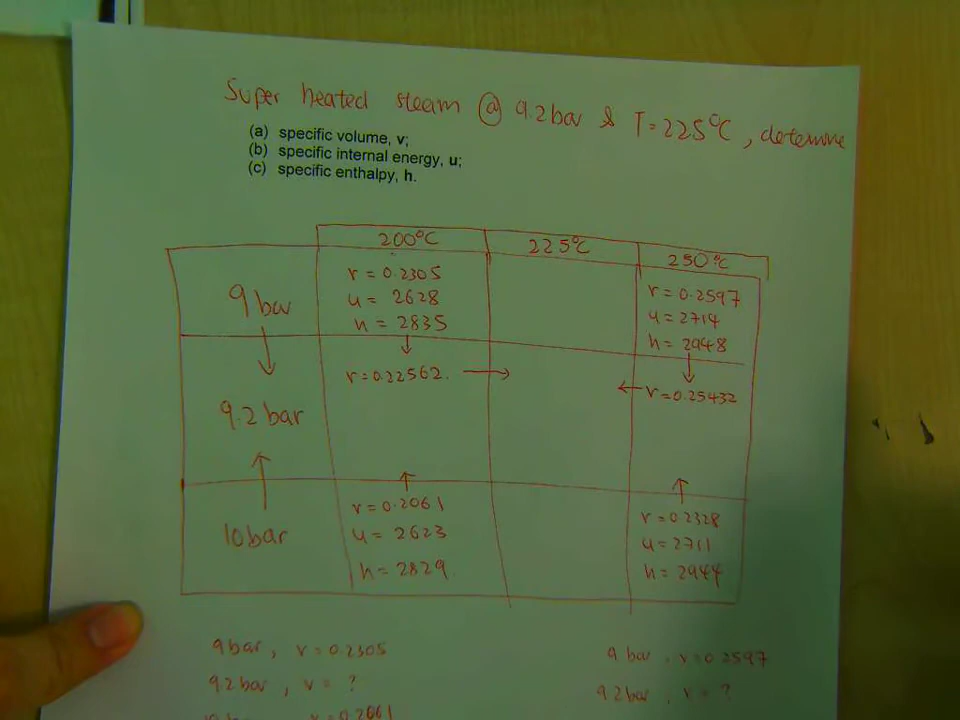 Super heated steam @ 9.2 bar & T=225°C, determine
(a) specific volume, v;
(b) specific internal energy, u;
(c) specific enthalpy, h.
200°C 225°C 250°C
9 bar
v = 0.2305
u = 2628
h = 2835
v = 0.2597
u = 2714
h = 2948
9.2 bar
v = 0.22562 →
← v = 0.25432
10 bar
v = 0.2061
u = 2623
h = 2829
v = 0.2328
u = 2711
h = 2944
9 bar, v = 0.2305
9.2 bar, v = ?
v = 0.2061
9 bar, v = 0.2597
9.2 bar, v = ?